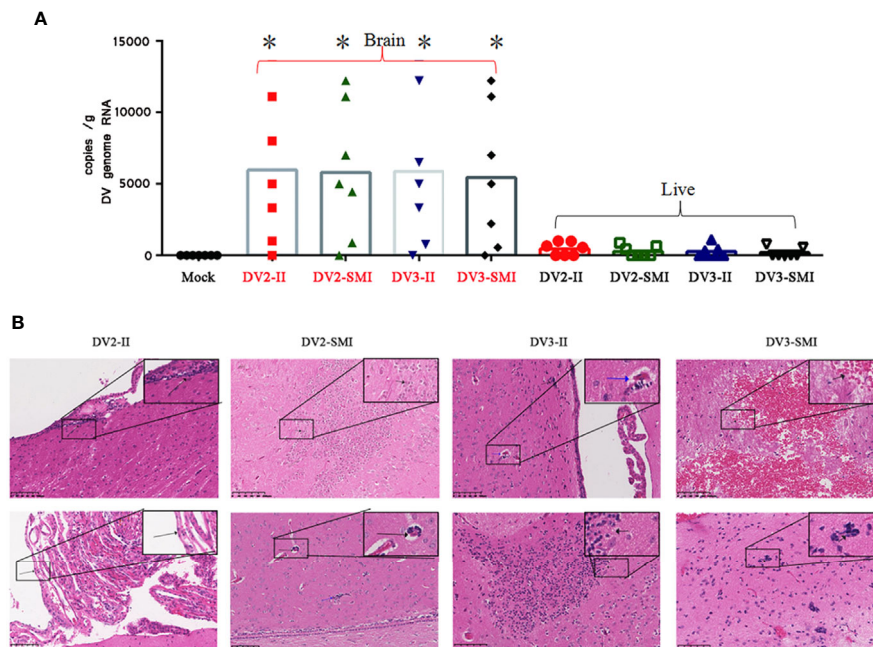 A
15000
10000
5000
0
copies /g
DV genome RNA
* * * *
Brain
Live
Mock DV2-II DV2-SMI DV3-II DV3-SMI DV2-II DV2-SMI DV3-II DV3-SMI
B
DV2-II DV2-SMI DV3-II DV3-SMI